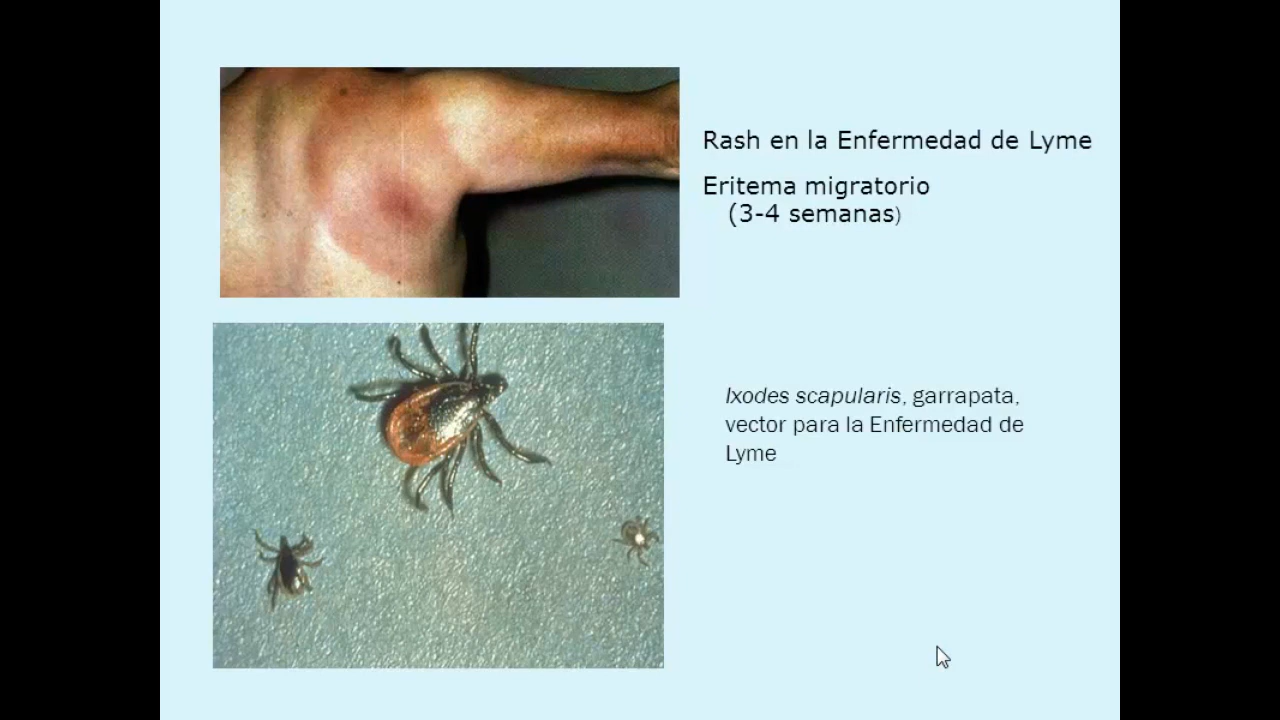 Rash en la Enfermedad de Lyme
Eritema migratorio
(3-4 semanas)
Ixodes scapularis, garrapata,
vector para la Enfermedad de
Lyme